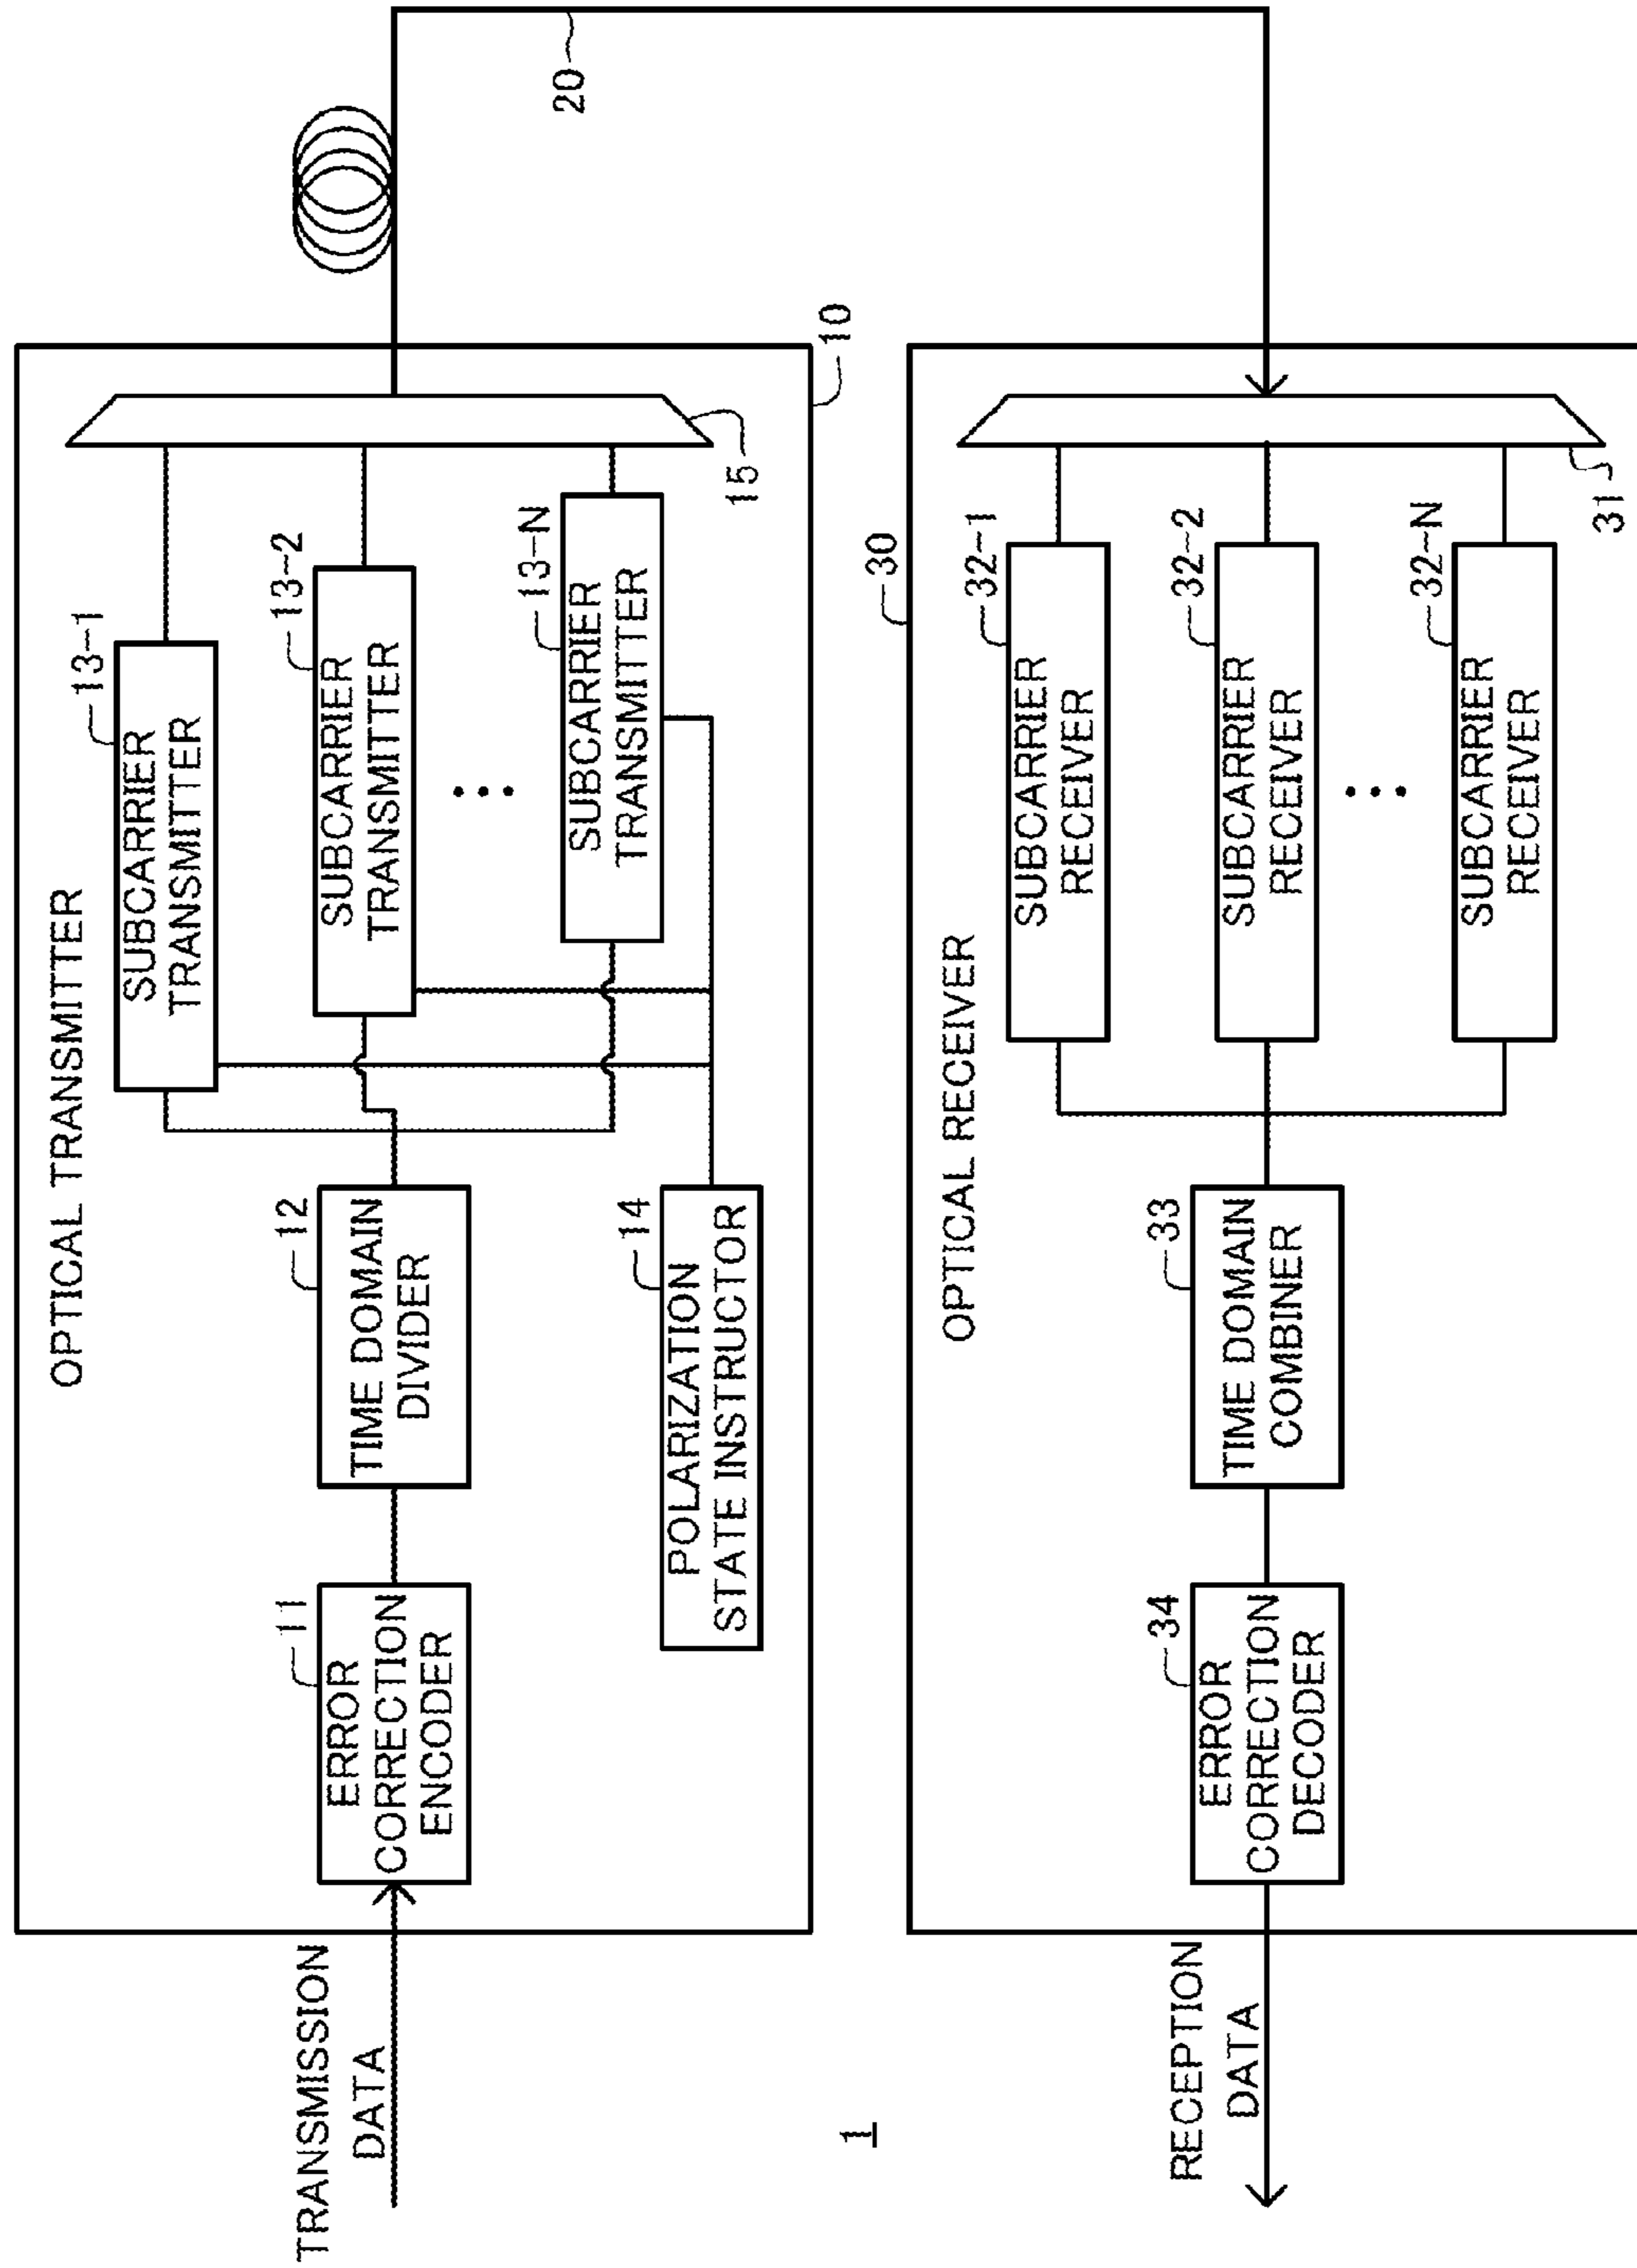 OPTICAL TRANSMITTER
TRANSMISSION
DATA
11
ERROR
CORRECTION
ENCODER
12
TIME DOMAIN
DIVIDER
13-1
SUBCARRIER
TRANSMITTER
13-2
SUBCARRIER
TRANSMITTER
13-N
SUBCARRIER
TRANSMITTER
14
POLARIZATION
STATE INSTRUCTOR
15
10
20
1
30
OPTICAL RECEIVER
RECEPTION
DATA
34
ERROR
CORRECTION
DECODER
33
TIME DOMAIN
COMBINER
32-1
SUBCARRIER
RECEIVER
32-2
SUBCARRIER
RECEIVER
32-N
SUBCARRIER
RECEIVER
31